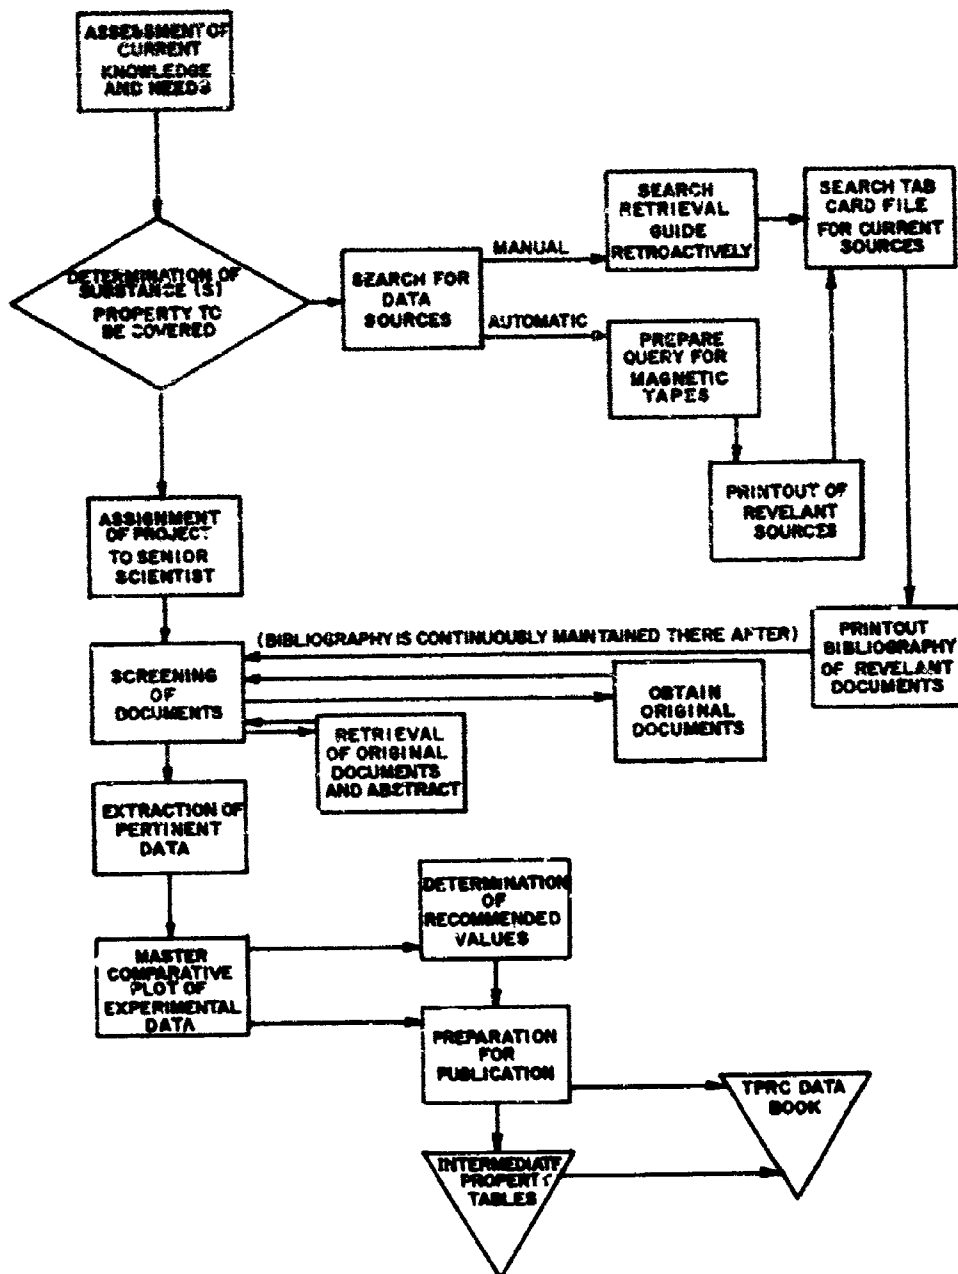 ASSESSMENT OF
CURRENT
KNOWLEDGE
AND NEEDS
DETERMINATION OF
SUBSTANCE (S)
PROPERTY TO
BE COVERED
SEARCH FOR
DATA
SOURCES
MANUAL
AUTOMATIC
SEARCH
RETRIEVAL
GUIDE
RETROACTIVELY
SEARCH TAB
CARD FILE
FOR CURRENT
SOURCES
PREPARE
QUERY FOR
MAGNETIC
TAPES
PRINTOUT OF
REVELANT
SOURCES
ASSIGNMENT
OF PROJECT
TO SENIOR
SCIENTIST
(BIBLIOGRAPHY IS CONTINUOUSLY MAINTAINED THERE AFTER)
PRINTOUT
BIBLIOGRAPHY
OF REVELANT
DOCUMENTS
SCREENING
OF
DOCUMENTS
OBTAIN
ORIGINAL
DOCUMENTS
RETRIEVAL
OF ORIGINAL
DOCUMENTS
AND ABSTRACT
EXTRACTION OF
PERTINENT
DATA
DETERMINATION
OF
RECOMMENDED
VALUES
MASTER
COMPARATIVE
PLOT OF
EXPERIMENTAL
DATA
PREPARATION
FOR
PUBLICATION
TPRC DATA
BOOK
INTERMEDIATE
PROPERTY
TABLES